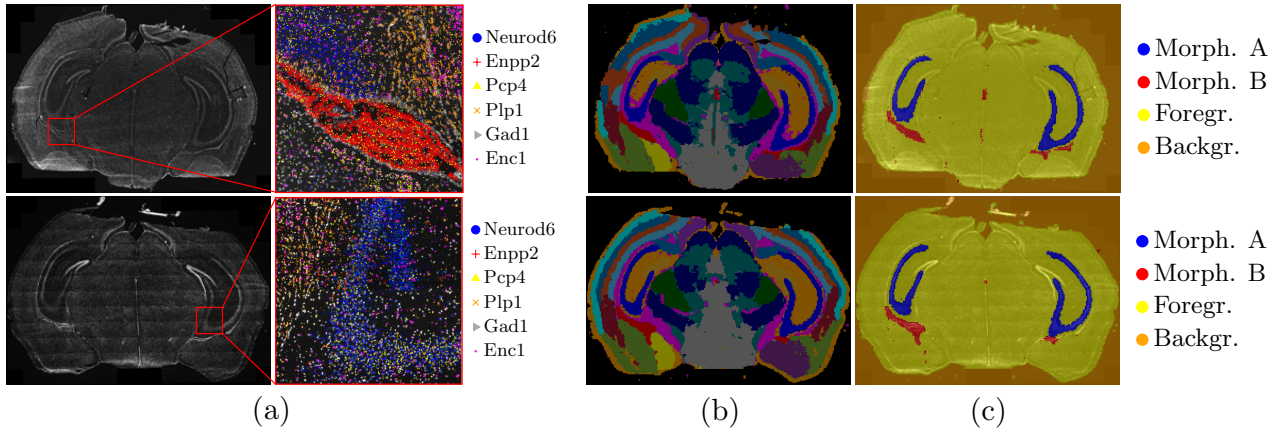 Neurod6
Enpp2
Pcp4
Plp1
Gad1
Enc1
Morph. A
Morph. B
Foregr.
Backgr.
Neurod6
Enpp2
Pcp4
Plp1
Gad1
Enc1
Morph. A
Morph. B
Foregr.
Backgr.
(a)
(b)
(c)